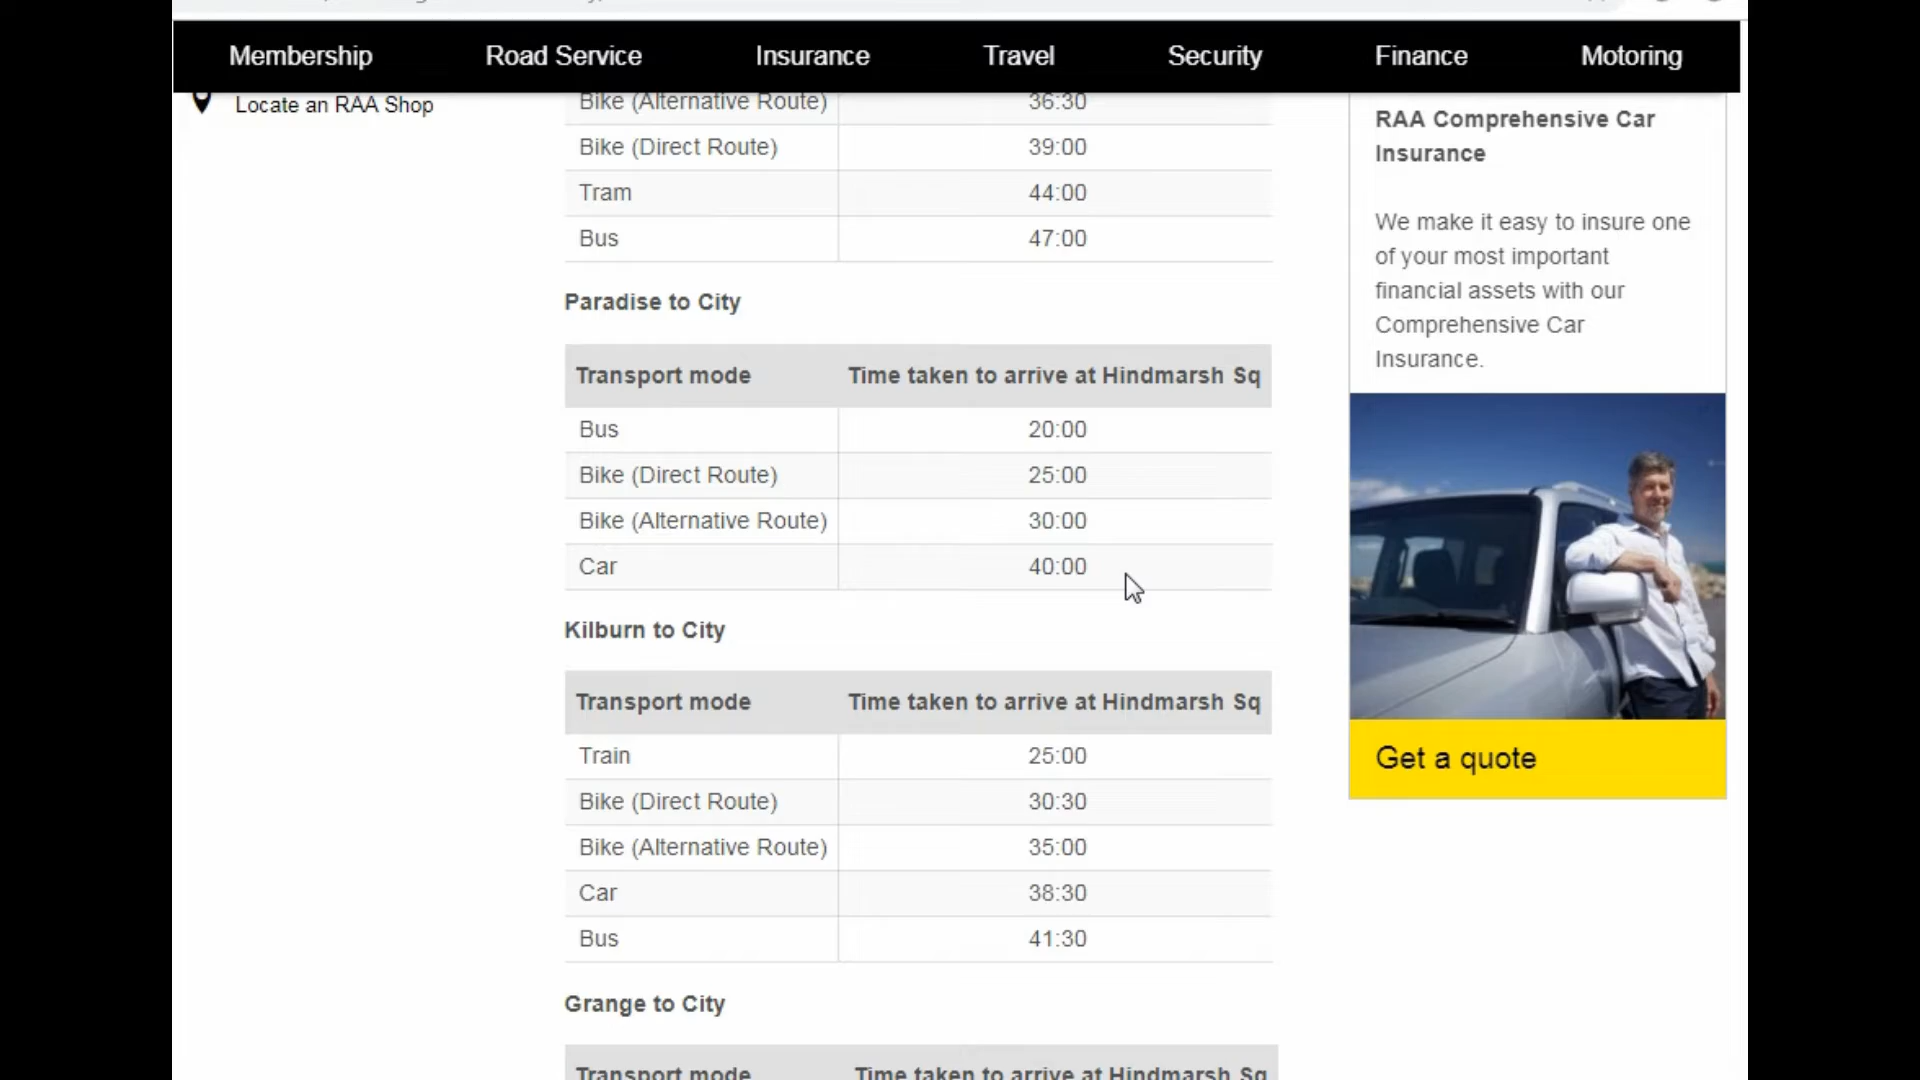 Membership Road Service Insurance Travel Security Finance Motoring
Locate an RAA Shop
Bike (Alternative Route) 36:30
Bike (Direct Route) 39:00
Tram 44:00
Bus 47:00
Paradise to City
Transport mode Time taken to arrive at Hindmarsh Sq
Bus 20:00
Bike (Direct Route) 25:00
Bike (Alternative Route) 30:00
Car 40:00
Kilburn to City
Transport mode Time taken to arrive at Hindmarsh Sq
Train 25:00
Bike (Direct Route) 30:30
Bike (Alternative Route) 35:00
Car 38:30
Bus 41:30
Grange to City
Transport mode Time taken to arrive at Hindmarsh Sq
RAA Comprehensive Car
Insurance
We make it easy to insure one
of your most important
financial assets with our
Comprehensive Car
Insurance.
Get a quote